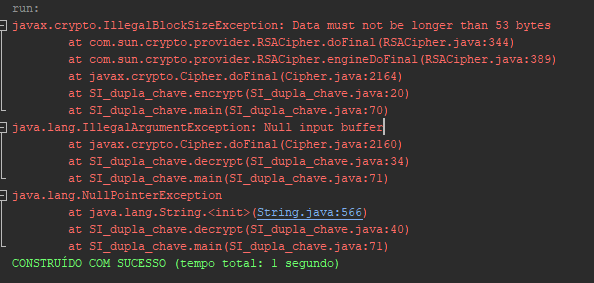 run:
javax.crypto.IllegalBlockSizeException: Data must not be longer than 53 bytes
at com.sun.crypto.provider.RSACipher.doFinal(RSACipher.java:344)
at com.sun.crypto.provider.RSACipher.engineDoFinal(RSACipher.java:389)
at javax.crypto.Cipher.doFinal(Cipher.java:2164)
at SI_dupla_chave.encrypt(SI_dupla_chave.java:20)
at SI_dupla_chave.main(SI_dupla_chave.java:70)
java.lang.IllegalArgumentException: Null input buffer
at javax.crypto.Cipher.doFinal(Cipher.java:2160)
at SI_dupla_chave.decrypt(SI_dupla_chave.java:34)
at SI_dupla_chave.main(SI_dupla_chave.java:71)
java.lang.NullPointerException
at java.lang.String.<init>(String.java:566)
at SI_dupla_chave.decrypt(SI_dupla_chave.java:40)
at SI_dupla_chave.main(SI_dupla_chave.java:71)
CONSTRUÍDO COM SUCESSO (tempo total: 1 segundo)